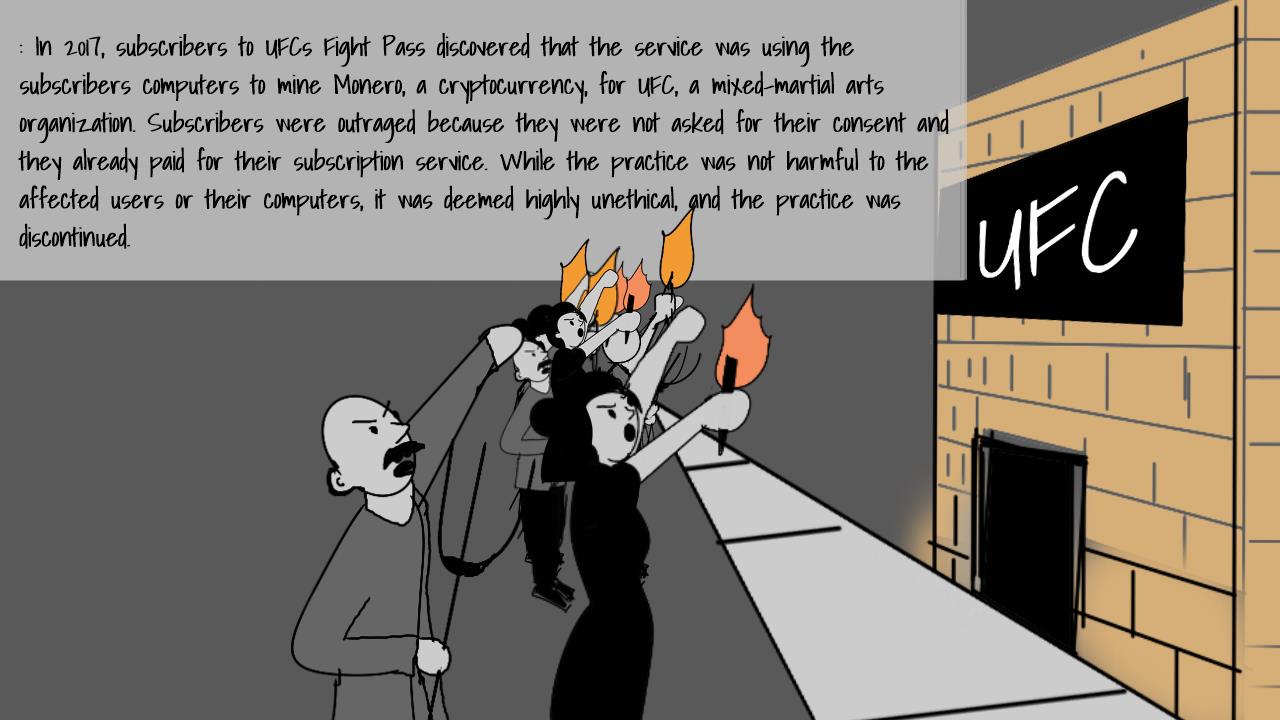 : In 2017, subscribers to UFCs Fight Pass discovered that the service was using the
subscribers computers to mine Monero, a cryptocurrency, for UFC, a mixed-martial arts
organization. Subscribers were outraged because they were not asked for their consent and
they already paid for their subscription service. While the practice was not harmful to the
affected users or their computers, it was deemed highly unethical, and the practice was
discontinued.
UFC